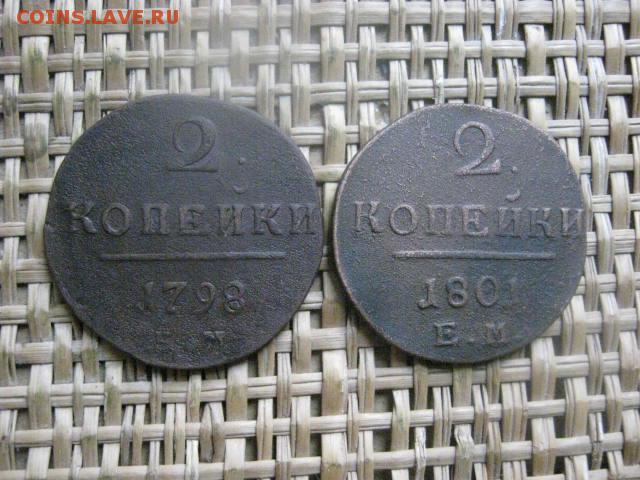 COINS.LAVE.RU
2
КОПЕЙКИ
1798
Е.М
2
КОПЕЙКИ
1801
Е.М